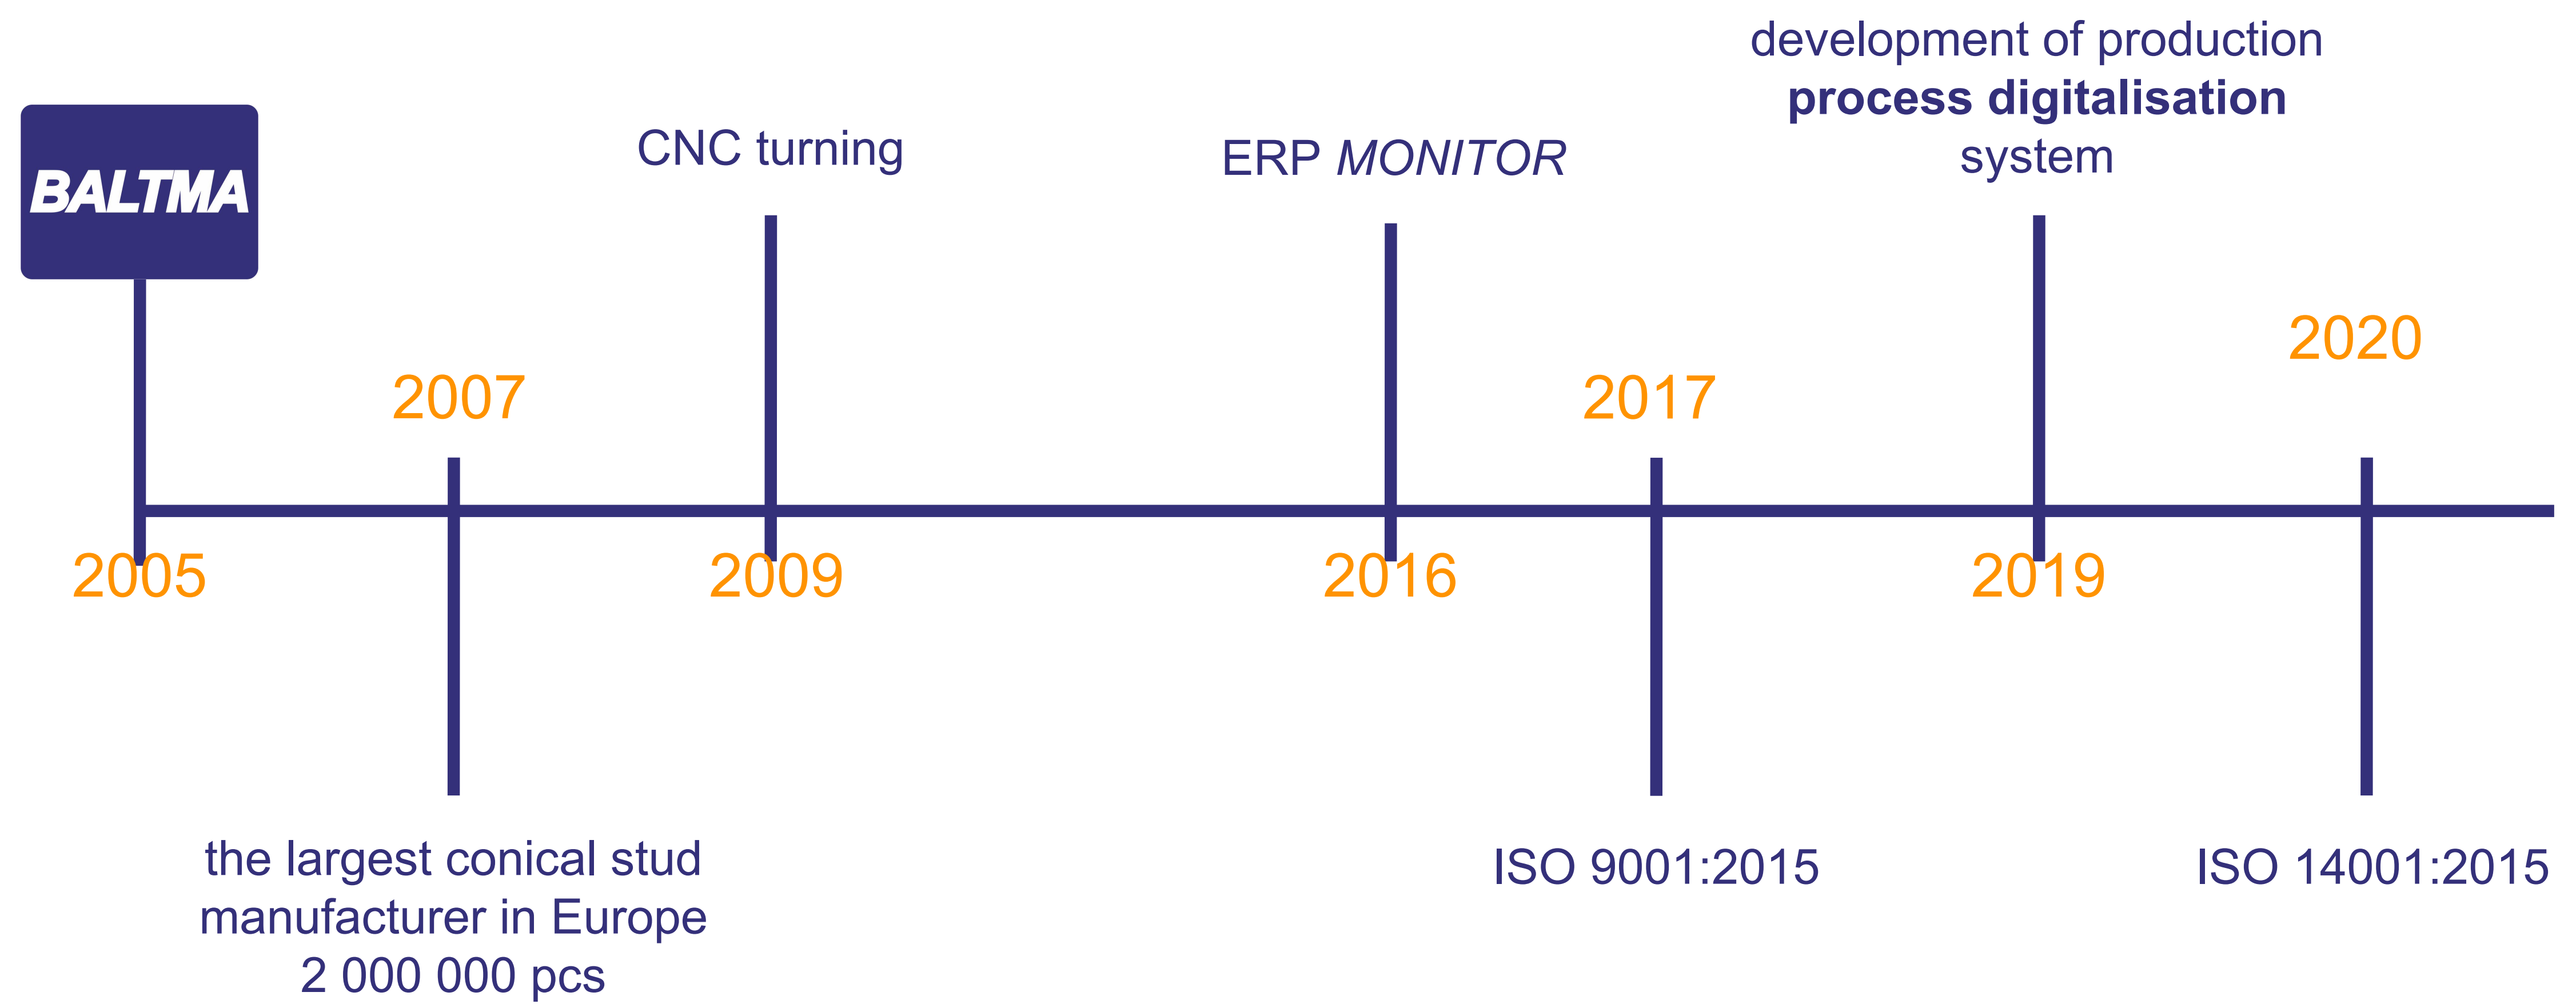 BALTMA
2005
2007
the largest conical stud
manufacturer in Europe
2 000 000 pcs
CNC turning
2009
ERP MONITOR
2016
2017
ISO 9001:2015
development of production
process digitalisation
system
2019
2020
ISO 14001:2015